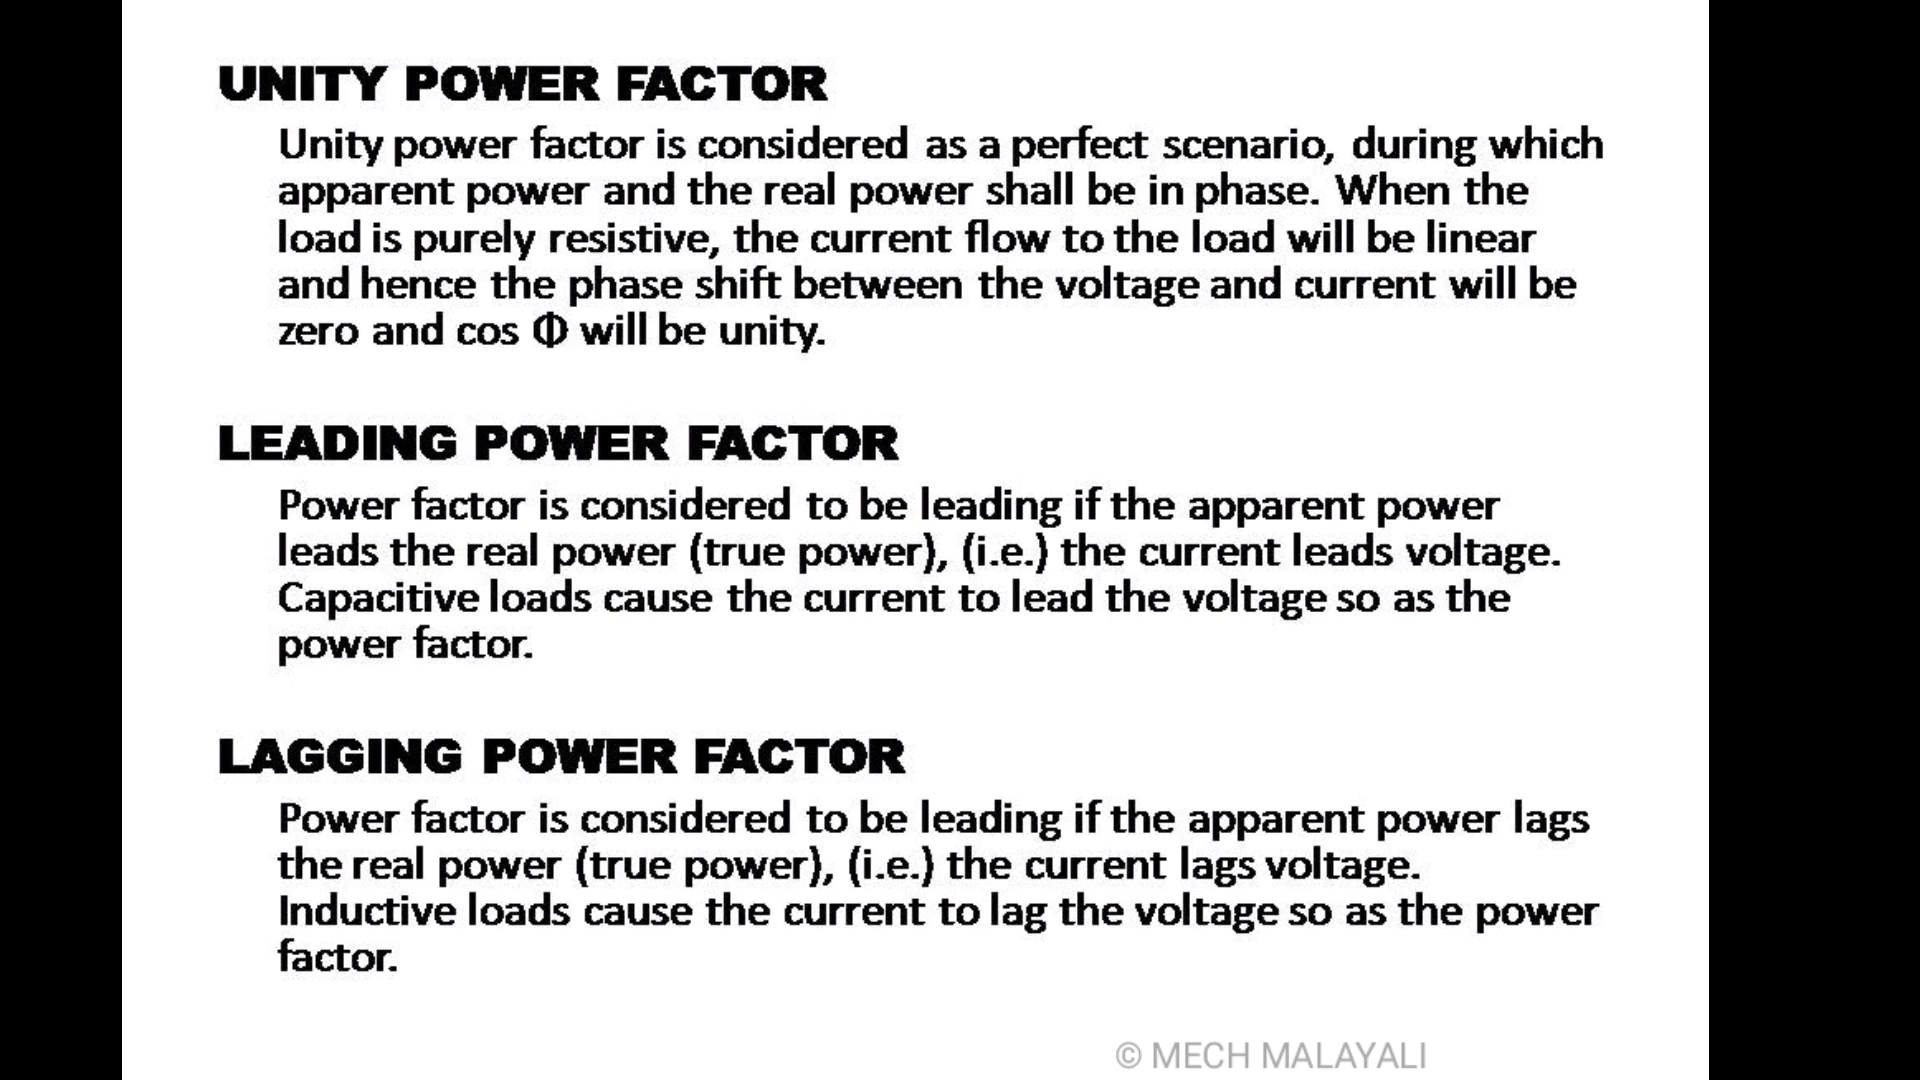 UNITY POWER FACTOR
Unity power factor is considered as a perfect scenario, during which
apparent power and the real power shall be in phase. When the
load is purely resistive, the current flow to the load will be linear
and hence the phase shift between the voltage and current will be
zero and cos Φ will be unity.
LEADING POWER FACTOR
Power factor is considered to be leading if the apparent power
leads the real power (true power), (i.e.) the current leads voltage.
Capacitive loads cause the current to lead the voltage so as the
power factor.
LAGGING POWER FACTOR
Power factor is considered to be leading if the apparent power lags
the real power (true power), (i.e.) the current lags voltage.
Inductive loads cause the current to lag the voltage so as the power
factor.
© MECH MALAYALI